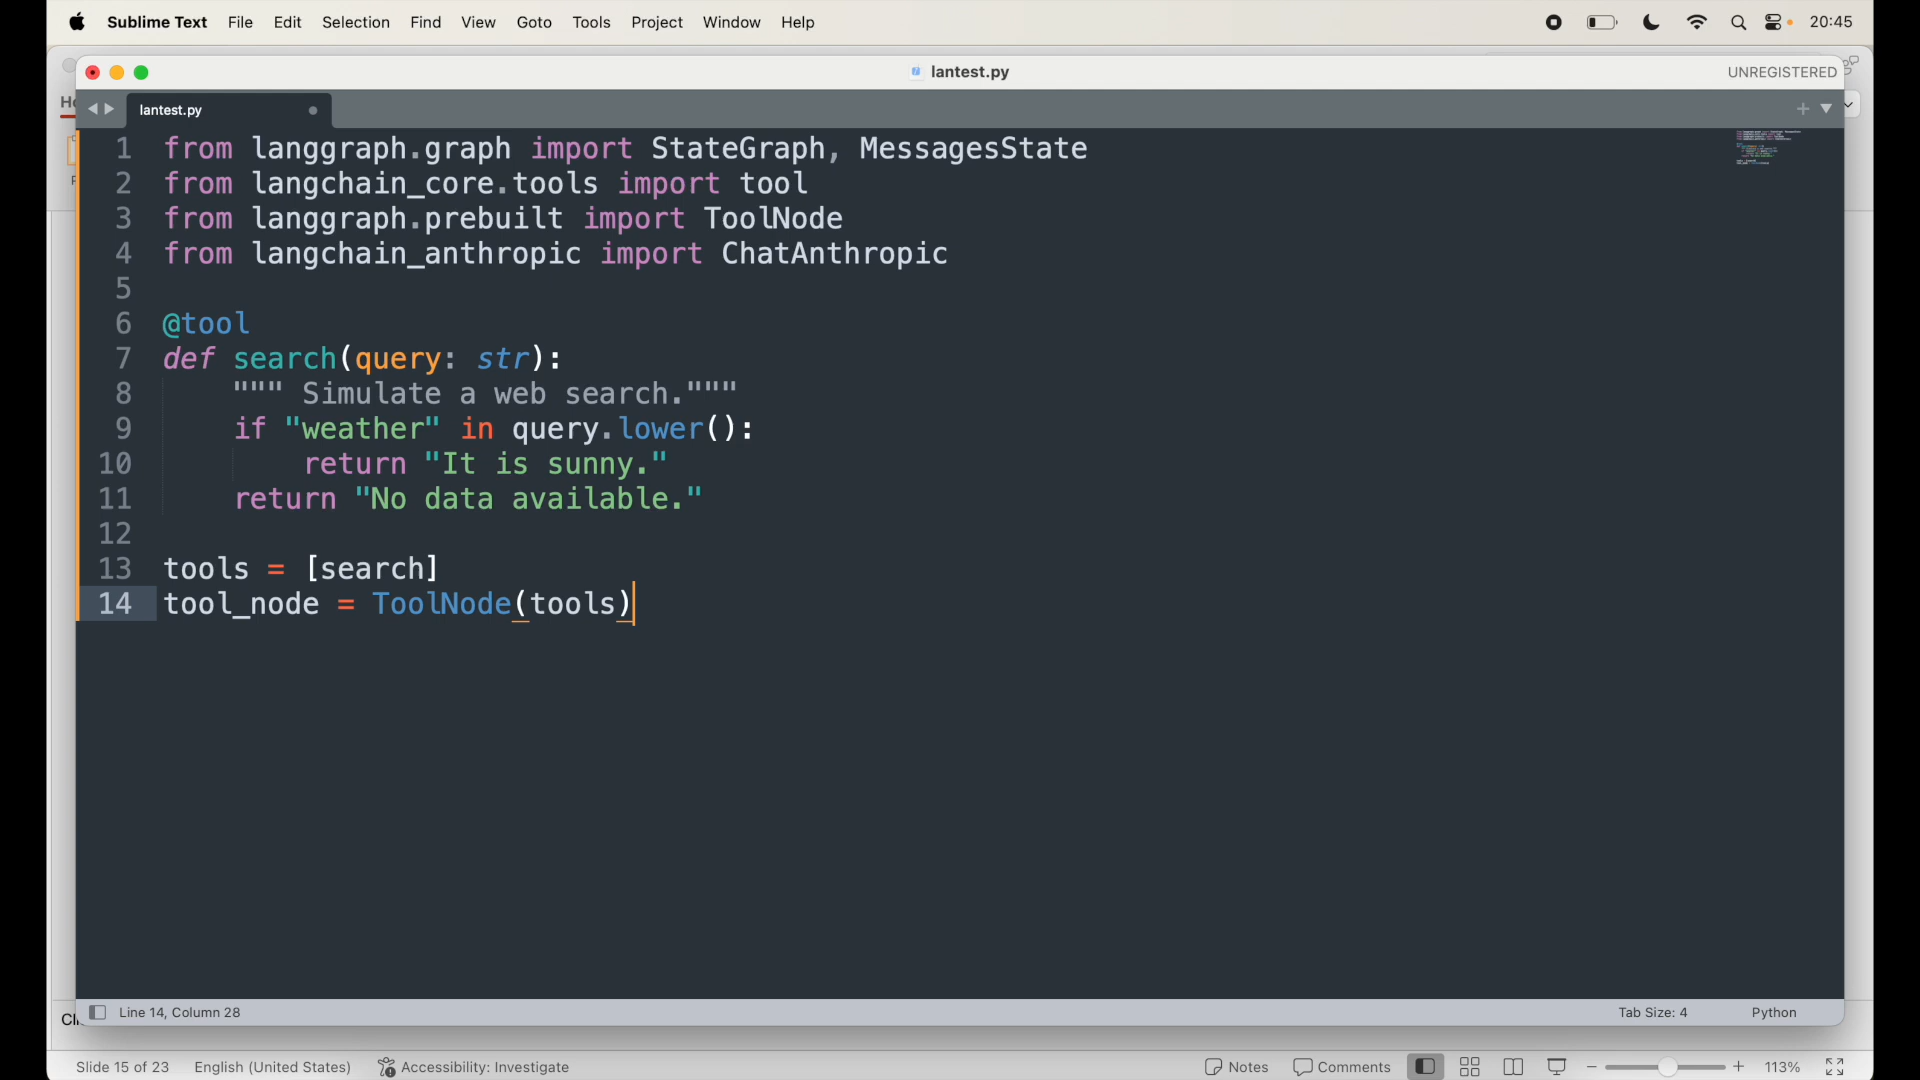 Sublime Text File Edit Selection Find View Goto Tools Project Window Help 20:45
lantest.py UNREGISTERED
lantest.py
1 from langgraph.graph import StateGraph, MessagesState
2 from langchain_core.tools import tool
3 from langgraph.prebuilt import ToolNode
4 from langchain_anthropic import ChatAnthropic
5
6 @tool
7 def search(query: str):
8     """ Simulate a web search."""
9     if "weather" in query.lower():
10         return "It is sunny."
11     return "No data available."
12
13 tools = [search]
14 tool_node = ToolNode(tools)
Line 14, Column 28 Tab Size: 4 Python
Slide 15 of 23 English (United States) Accessibility: Investigate Notes Comments 113%